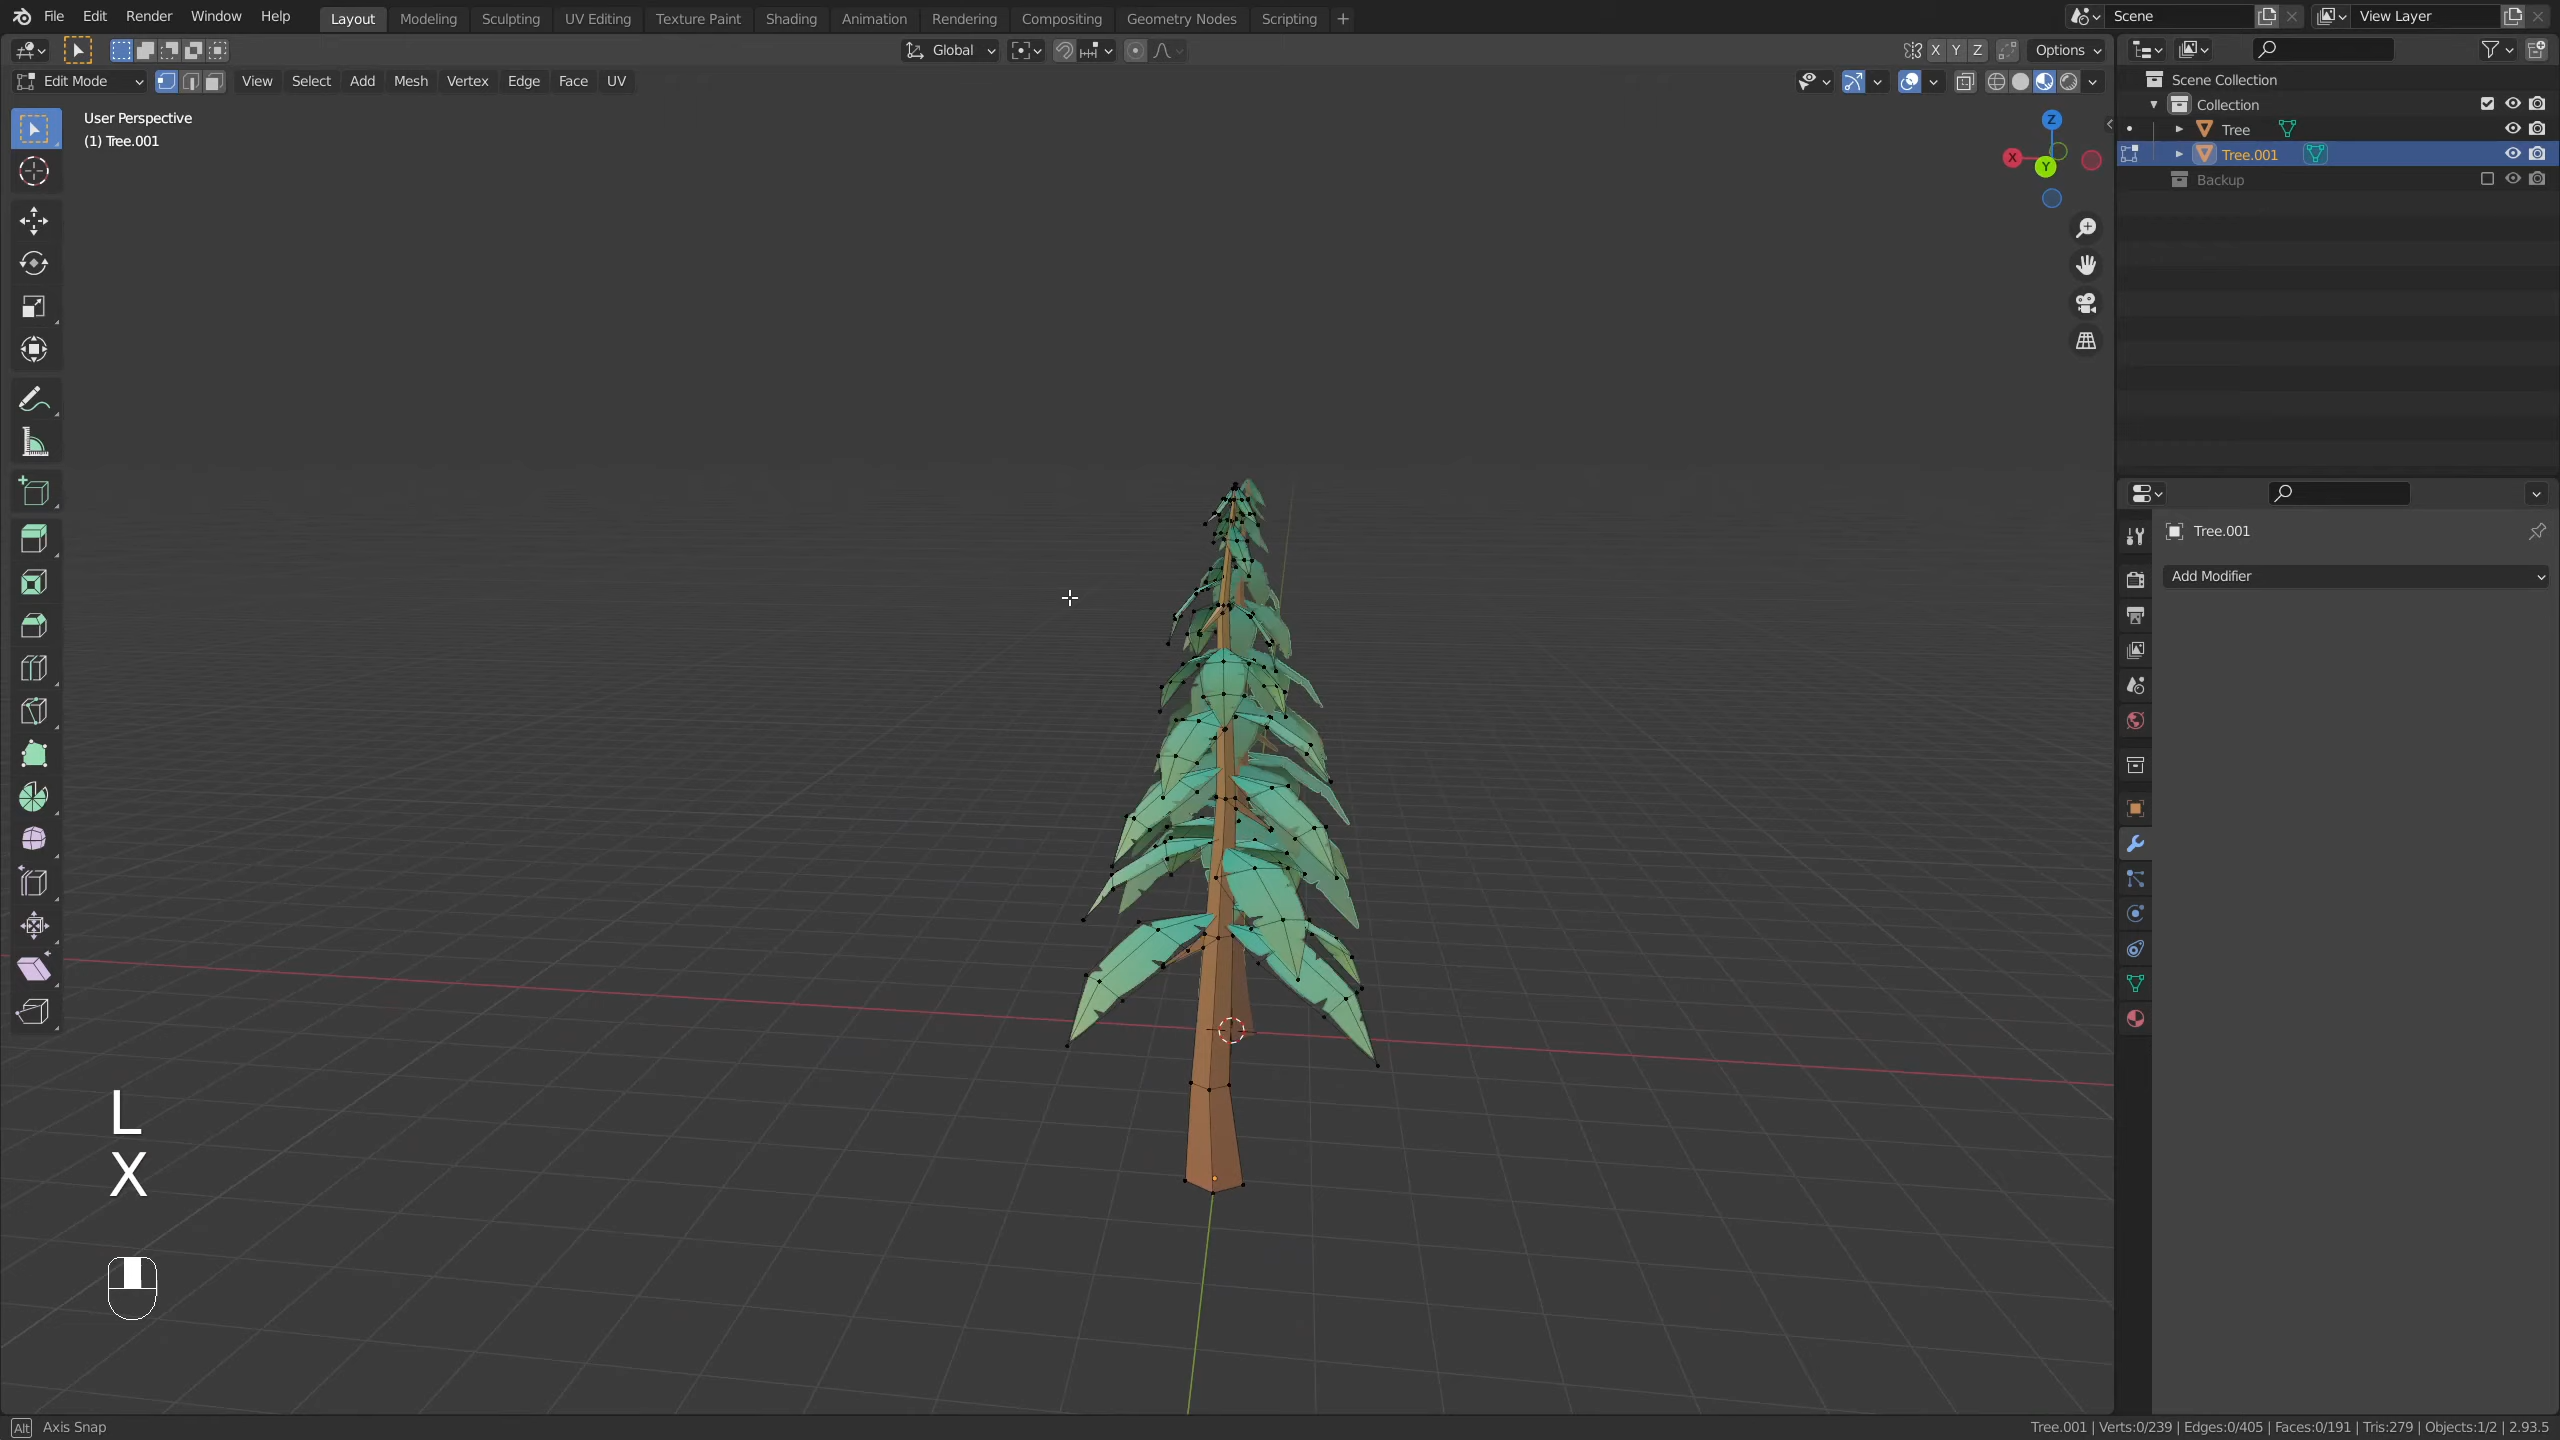 File Edit Render Window Help Layout Modeling Sculpting UV Editing Texture Paint Shading Animation Rendering Compositing Geometry Nodes Scripting + Scene View Layer
Global X Y Z Options
Edit Mode View Select Add Mesh Vertex Edge Face UV
User Perspective
(1) Tree.001
Z
X
Y
Scene Collection
Collection
Tree
Tree.001
Backup
Tree.001
Add Modifier
L
X
Alt Axis Snap
Tree.001 | Verts:0/239 | Edges:0/405 | Faces:0/191 | Tris:279 | Objects:1/2 | 2.93.5